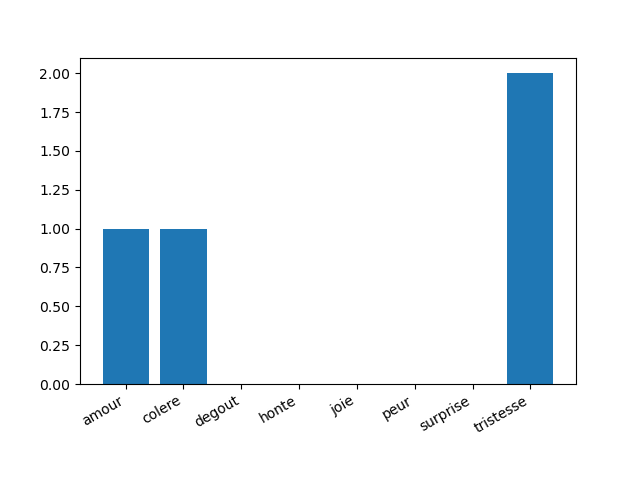 2.00
1.75
1.50
1.25
1.00
0.75
0.50
0.25
0.00
amour
colere
degout
honte
joie
peur
surprise
tristesse